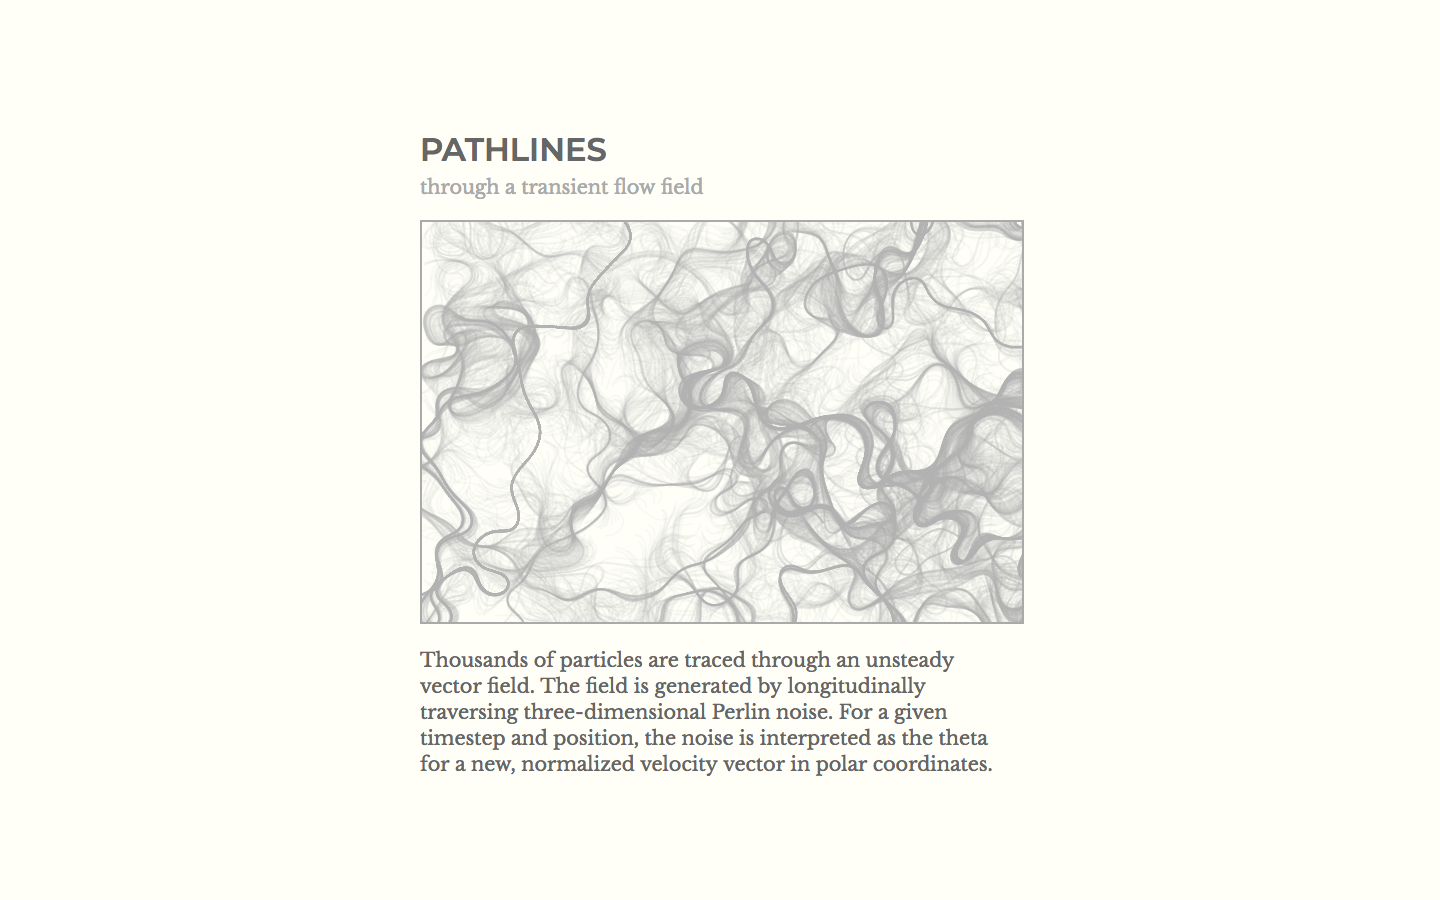 PATHLINES
through a transient flow field
Thousands of particles are traced through an unsteady
vector field. The field is generated by longitudinally
traversing three-dimensional Perlin noise. For a given
timestep and position, the noise is interpreted as the theta
for a new, normalized velocity vector in polar coordinates.